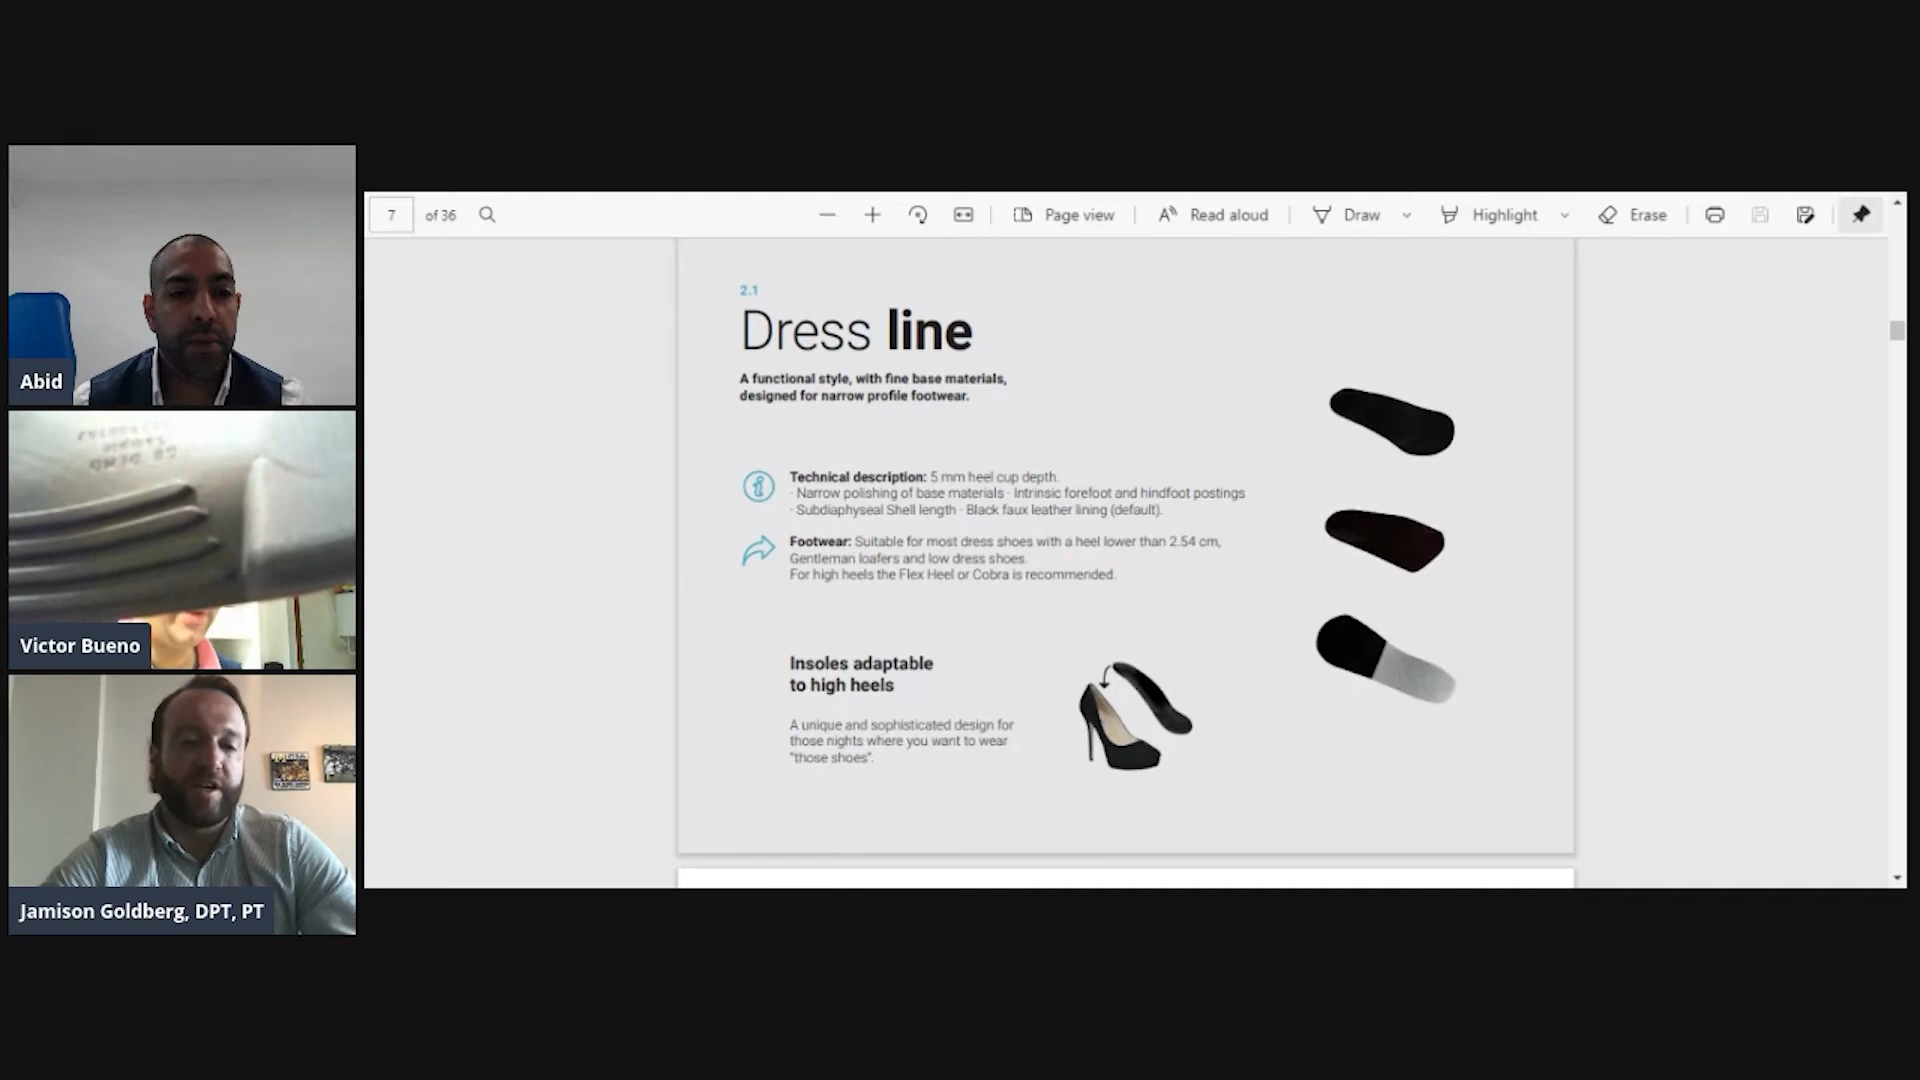 7 of 36 Page view Read aloud Draw Highlight Erase
2.1
Dress line
A functional style, with fine base materials,
designed for narrow profile footwear.
Technical description: 5 mm heel cup depth.
· Narrow polishing of base materials · Intrinsic forefoot and hindfoot postings
· Subdiaphyseal Shell length · Black faux leather lining (default).
Footwear: Suitable for most dress shoes with a heel lower than 2.54 cm,
Gentleman loafers and low dress shoes.
For high heels the Flex Heel or Cobra is recommended.
Insoles adaptable
to high heels
A unique and sophisticated design for
those nights where you want to wear
"those shoes".
Abid
Victor Bueno
Jamison Goldberg, DPT, PT